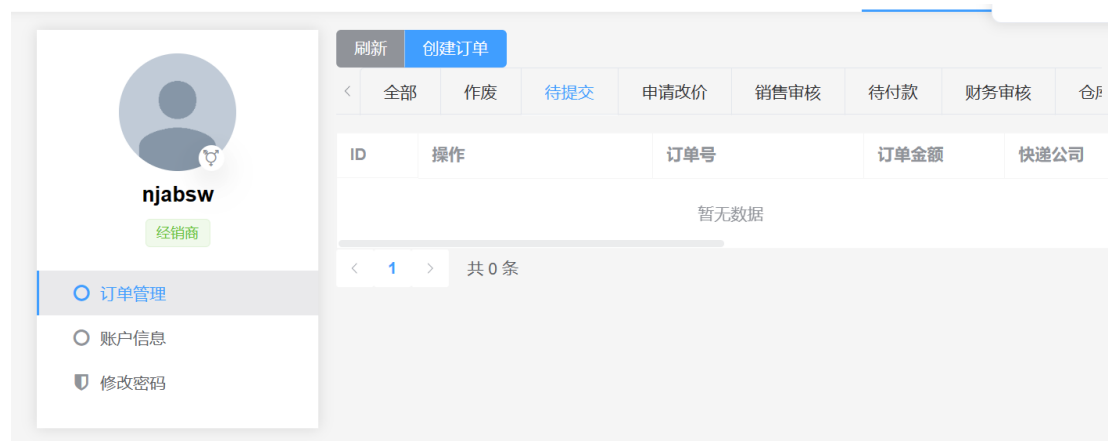 njabsw
经销商
订单管理
账户信息
修改密码
刷新 创建订单
全部 作废 待提交 申请改价 销售审核 待付款 财务审核
ID 操作 订单号 订单金额 快递公司
暂无数据
1 共 0 条